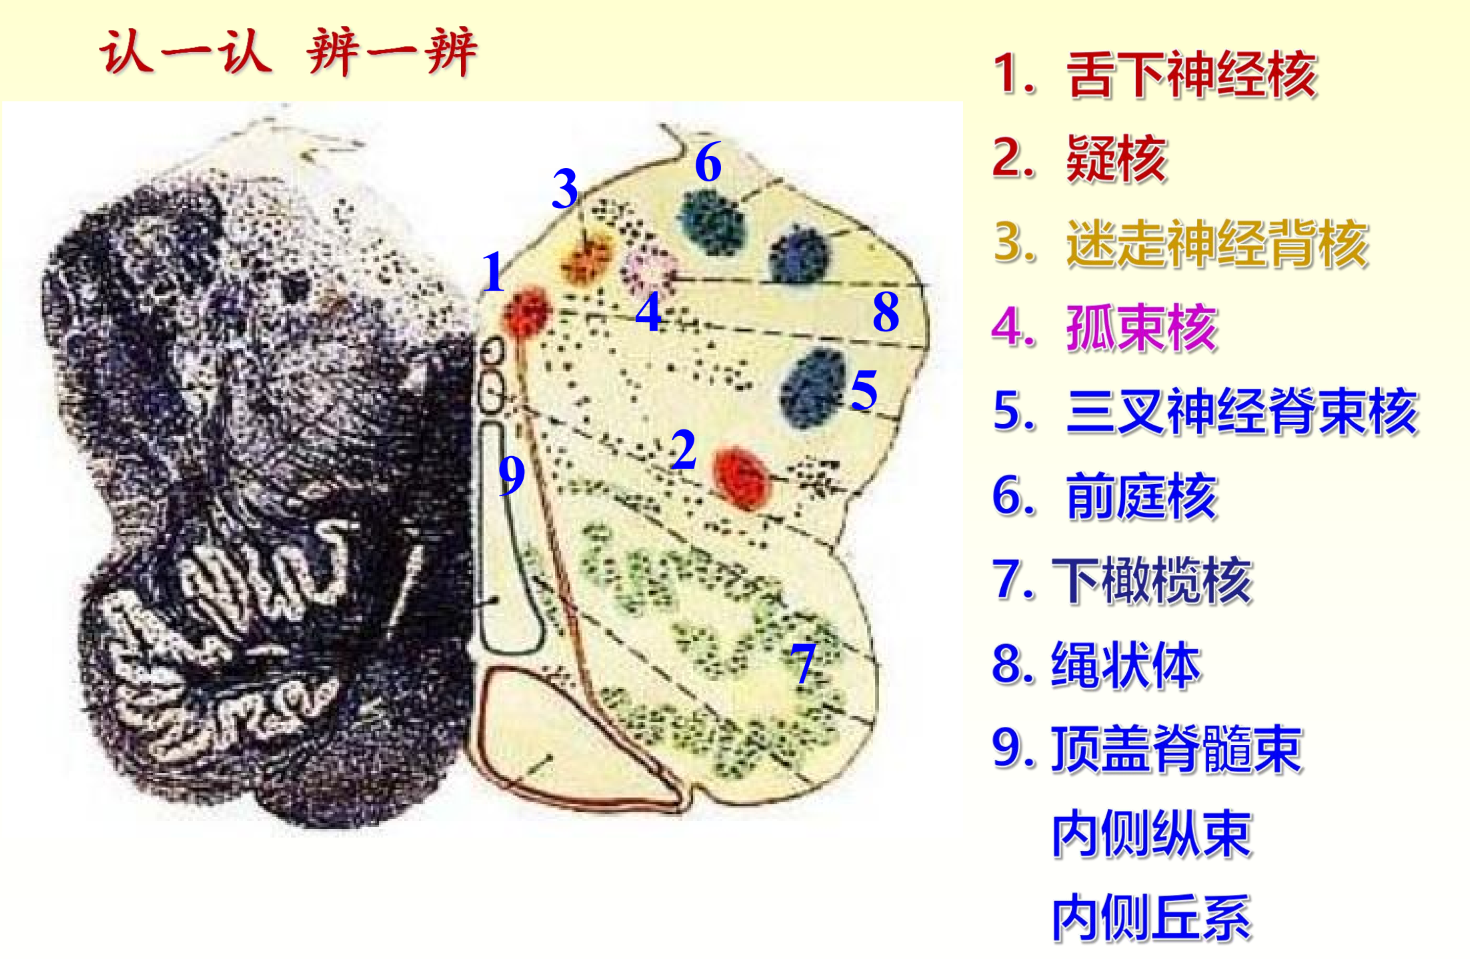 认一认 辨一辨
1. 舌下神经核
2. 疑核
3. 迷走神经背核
4. 孤束核
5. 三叉神经脊束核
6. 前庭核
7. 下橄榄核
8. 绳状体
9. 顶盖脊髓束
内侧纵束
内侧丘系
6
3
1
4
8
5
2
9
7